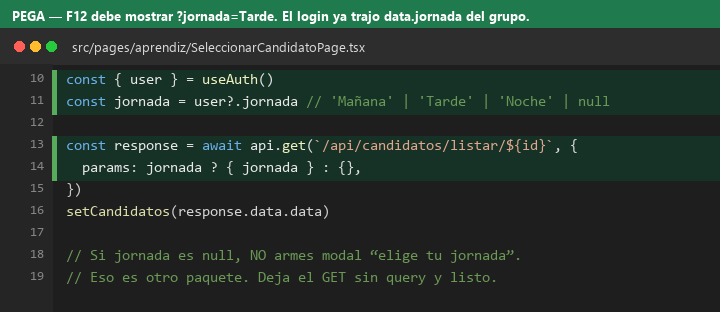 PEGA — F12 debe mostrar ?jornada=Tarde. El login ya trajo data.jornada del grupo.
src/pages/aprendiz/SeleccionarCandidatoPage.tsx
10 const { user } = useAuth()
11 const jornada = user?.jornada // 'Mañana' | 'Tarde' | 'Noche' | null
12
13 const response = await api.get(`/api/candidatos/listar/${id}`, {
14   params: jornada ? { jornada } : {},
15 })
16 setCandidatos(response.data.data)
17
18 // Si jornada es null, NO armes modal “elige tu jornada”.
19 // Eso es otro paquete. Deja el GET sin query y listo.